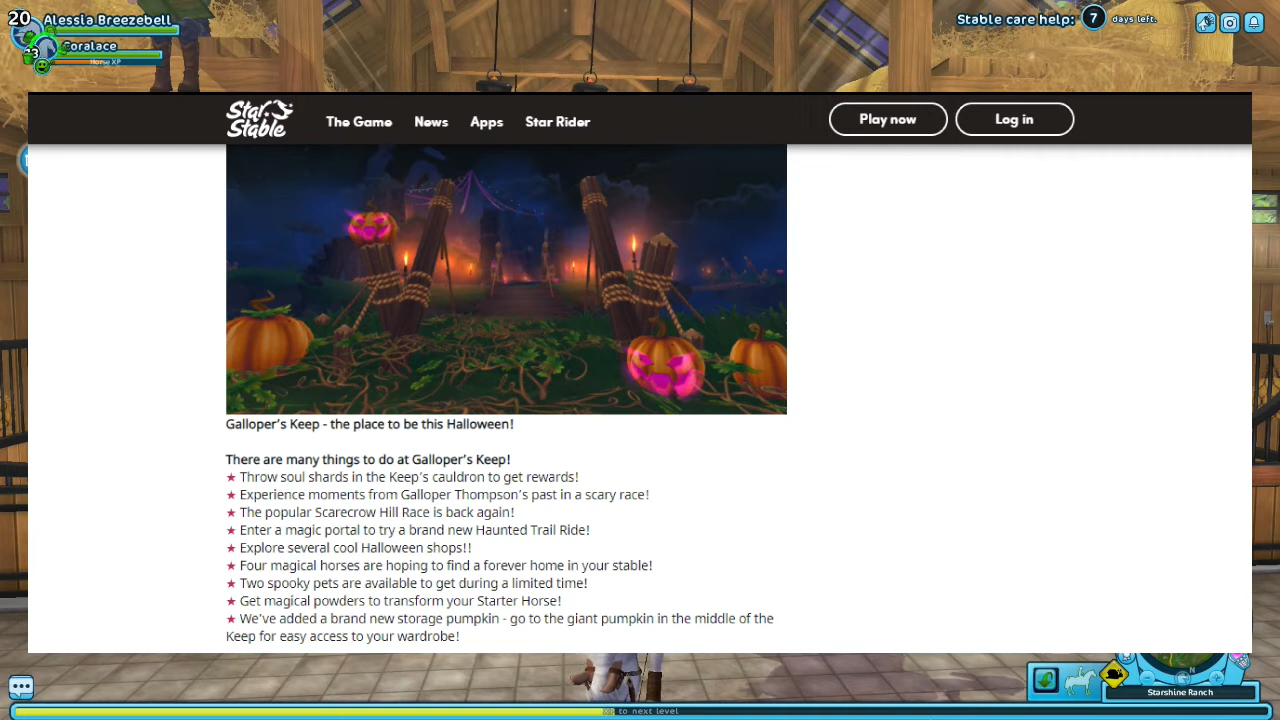 20 Alessia Breezebell
Stable care help: 7 days left.
13 Coralace
Horse XP
Star Stable
The Game News Apps Star Rider Play now Log in
Galloper's Keep - the place to be this Halloween!
There are many things to do at Galloper's Keep!
★ Throw soul shards in the Keep's cauldron to get rewards!
★ Experience moments from Galloper Thompson's past in a scary race!
★ The popular Scarecrow Hill Race is back again!
★ Enter a magic portal to try a brand new Haunted Trail Ride!
★ Explore several cool Halloween shops!!
★ Four magical horses are hoping to find a forever home in your stable!
★ Two spooky pets are available to get during a limited time!
★ Get magical powders to transform your Starter Horse!
★ We've added a brand new storage pumpkin - go to the giant pumpkin in the middle of the
Keep for easy access to your wardrobe!
N
Starshine Ranch
XP to next level